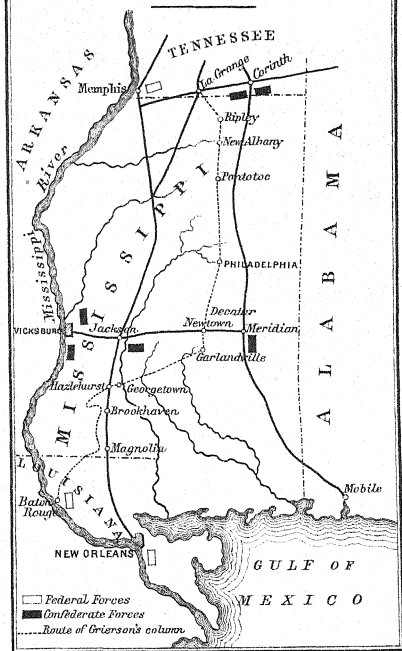 TENNESSEE
ARKANSAS
La Grange
Corinth
Memphis
Ripley
New Albany
Pontotoc
Mississippi River
MISSISSIPPI
ALABAMA
PHILADELPHIA
Decatur
VICKSBURG
Jackson
Newtown
Meridian
Garlandville
Hazlehurst
Georgetown
Brookhaven
Magnolia
LOUISIANA
Baton
Rouge
Mobile
NEW ORLEANS
GULF OF
MEXICO
Federal Forces
Confederate Forces
Route of Grierson's column